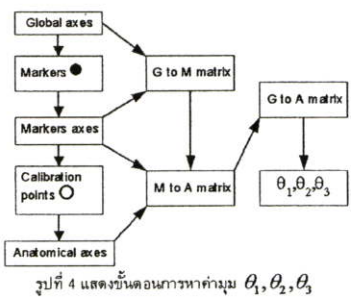 Global axes
Markers
Markers axes
Calibration
points
Anatomical axes
G to M matrix
M to A matrix
G to A matrix
θ₁,θ₂,θ₃
รูปที่ 4 แสดงขั้นตอนการหาค่ามุม θ₁,θ₂,θ₃